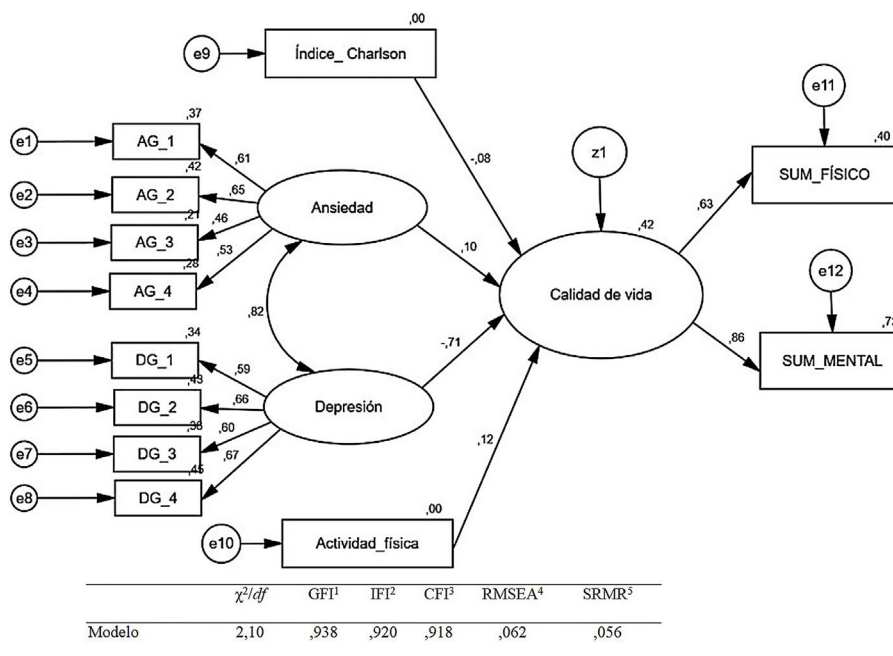 ,00
e9
Índice_ Charlson
e11
,37
e1
AG_1
,40
,61
-,08
z1
SUM_FÍSICO
,42
e2
AG_2
,65
Ansiedad
,63
,21
,46
,42
e3
AG_3
,53
,10
,28
e12
e4
AG_4
Calidad de vida
,82
,34
-,71
,86
e5
DG_1
,59
SUM_MENTAL
,43
e6
DG_2
,66
Depresión
,60
e7
DG_3
,67
,12
,45
e8
DG_4
,00
e10
Actividad_física
χ²/df GFI¹ IFI² CFI³ RMSEA⁴ SRMR⁵
Modelo 2,10 ,938 ,920 ,918 ,062 ,056